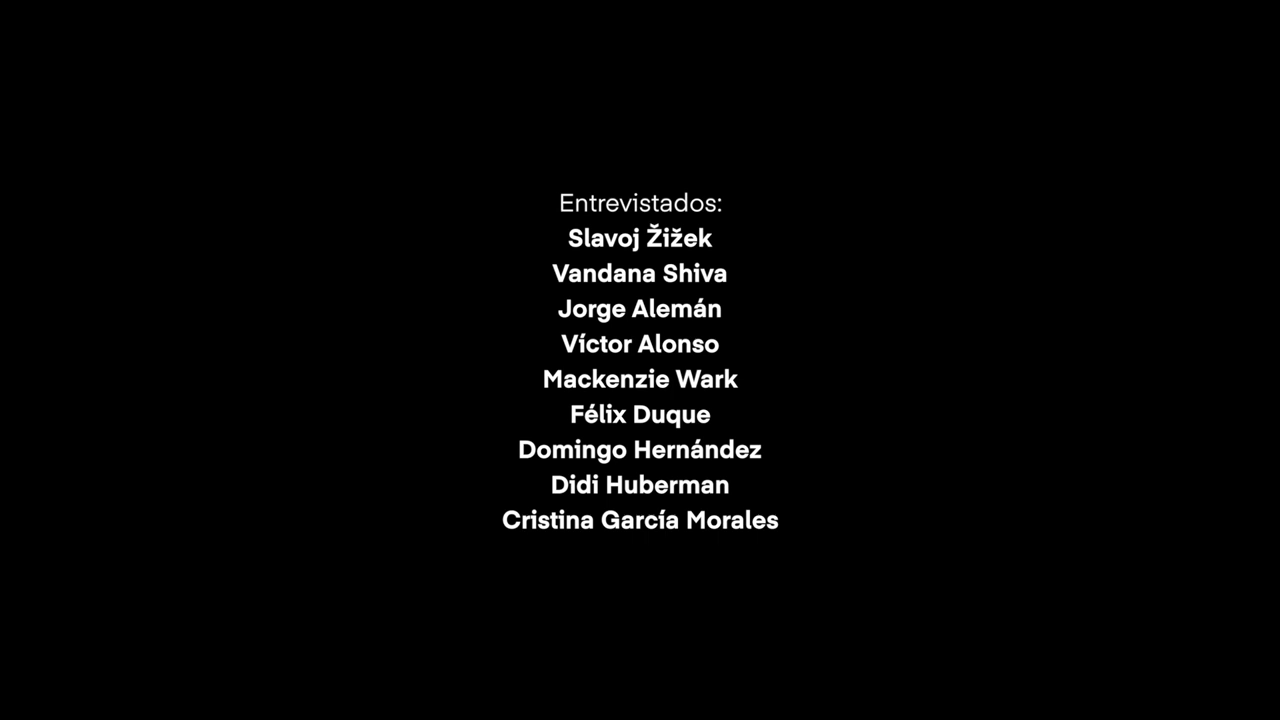 Entrevistados:
Slavoj Žižek
Vandana Shiva
Jorge Alemán
Víctor Alonso
Mackenzie Wark
Félix Duque
Domingo Hernández
Didi Huberman
Cristina García Morales